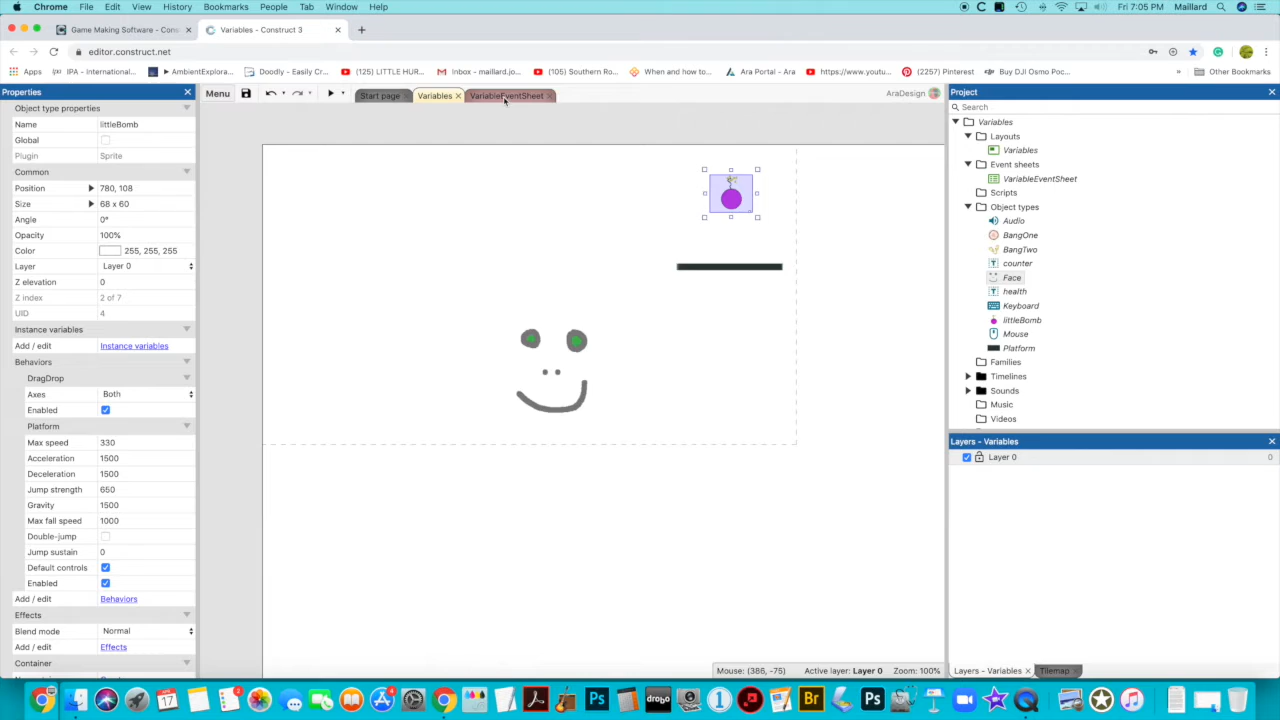 Chrome File Edit View History Bookmarks People Tab Window Help Fri 7:05 PM Maillard
Game Making Software - Cons Variables - Construct 3
editor.construct.net
Apps IPA - International... AmbientExplora... Doodly - Easily Cr... (125) LITTLE HUR... Inbox - maillard.jo... (105) Southern Ro... When and how to... Ara Portal - Ara https://www.youtu... (2257) Pinterest Buy DJI Osmo Poc... » Other Bookmarks
Properties Menu Start page Variables VariableEventSheet AraDesign Project
Object type properties Search
Name littleBomb Variables
Global Layouts
Plugin Sprite Variables
Common Event sheets
Position 780, 108 VariableEventSheet
Size 68 x 60 Scripts
Angle 0° Object types
Opacity 100% Audio
Color 255, 255, 255 BangOne
Layer Layer 0 BangTwo
Z elevation 0 counter
Z index 2 of 7 Face
UID 4 health
Instance variables Keyboard
Add / edit Instance variables littleBomb
Behaviors Mouse
DragDrop Platform
Axes Both Families
Enabled Timelines
Platform Sounds
Max speed 330 Music
Acceleration 1500 Videos
Deceleration 1500 Layers - Variables
Jump strength 650 Layer 0 0
Gravity 1500
Max fall speed 1000
Double-jump
Jump sustain 0
Default controls
Enabled
Add / edit Behaviors
Effects
Blend mode Normal
Add / edit Effects
Container
Mouse: (386, -75) Active layer: Layer 0 Zoom: 100% Layers - Variables Tilemap